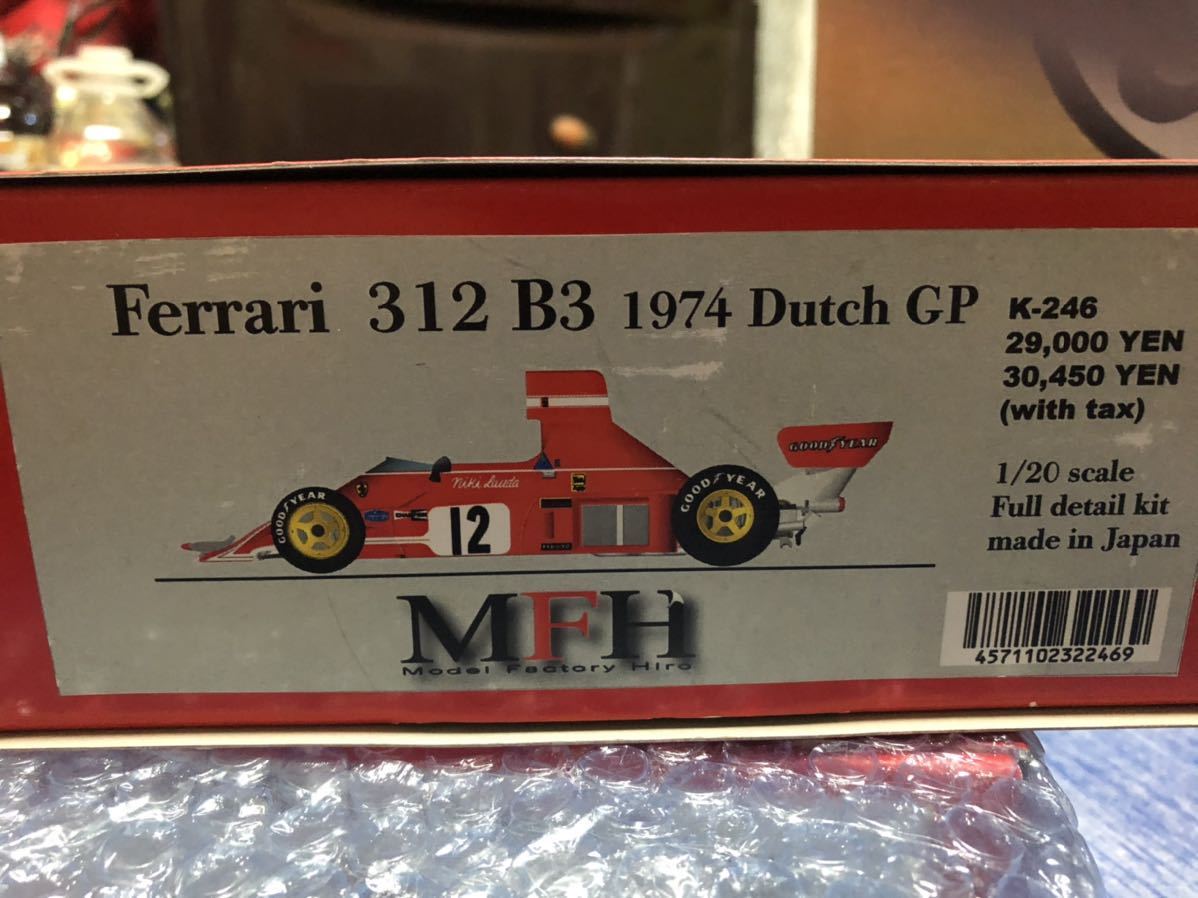 Ferrari 312 B3 1974 Dutch GP
K-246
29,000 YEN
30,450 YEN
(with tax)
1/20 scale
Full detail kit
made in Japan
GOODYEAR
Niki Lauda
12
GOODYEAR
GOODYEAR
MFH
Model Factory Hiro
4571102322469